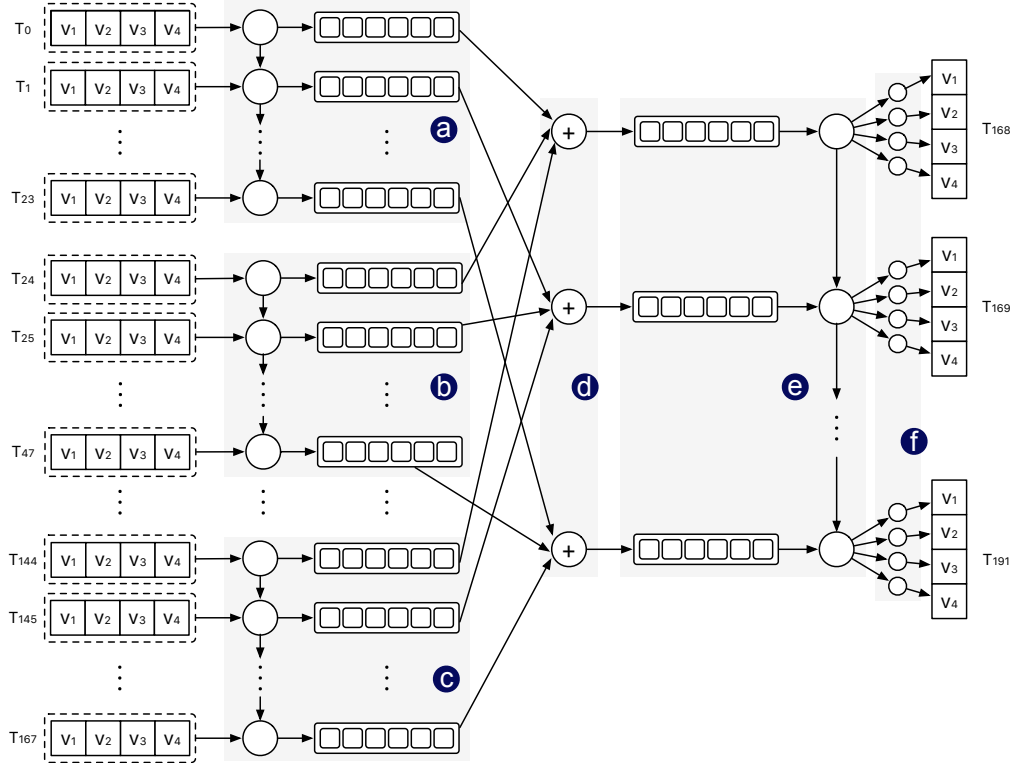 T0 V1 V2 V3 V4
T1 V1 V2 V3 V4
a
T23 V1 V2 V3 V4
T24 V1 V2 V3 V4
T25 V1 V2 V3 V4
b
T47 V1 V2 V3 V4
T144 V1 V2 V3 V4
T145 V1 V2 V3 V4
c
T167 V1 V2 V3 V4
+
+
+
d
e
f
V1
V2
V3
V4
T168
V1
V2
V3
V4
T169
V1
V2
V3
V4
T191